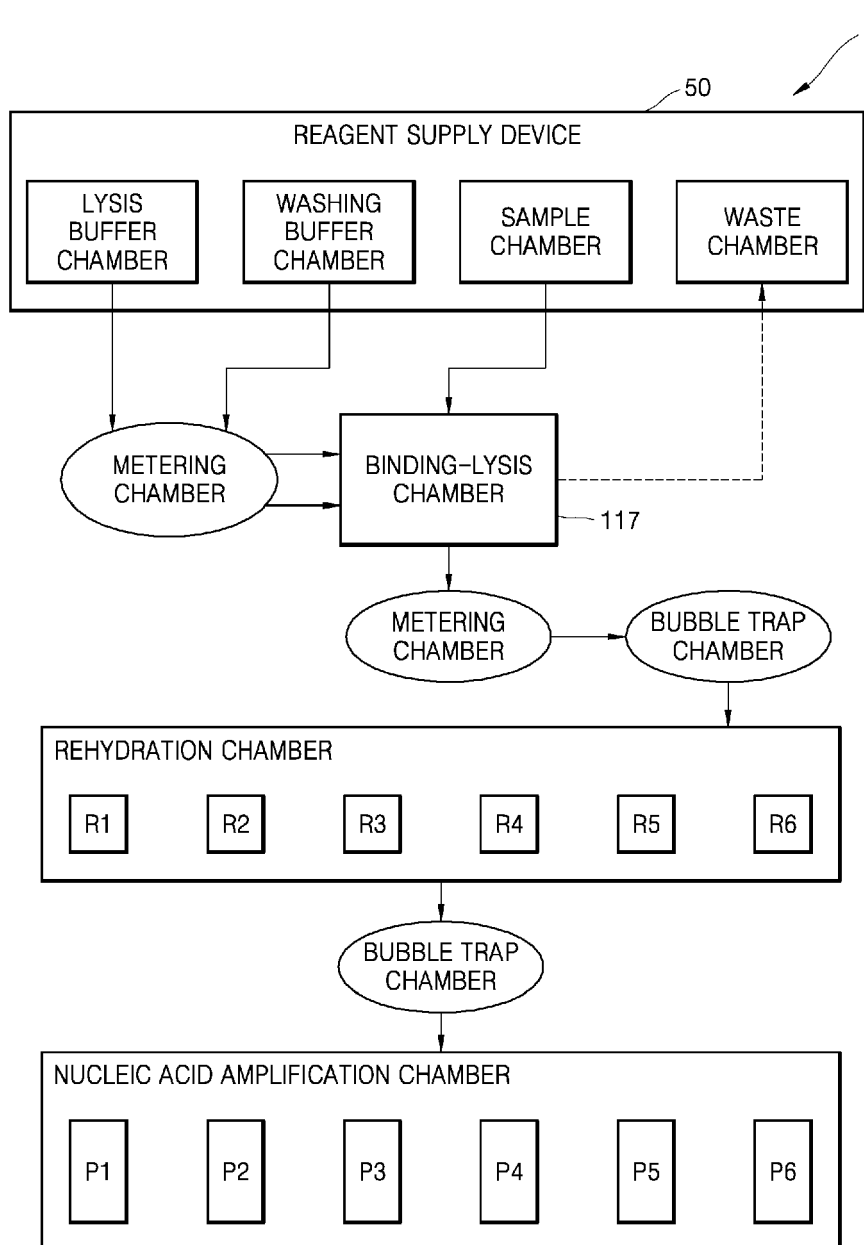 50
REAGENT SUPPLY DEVICE
LYSIS
BUFFER
CHAMBER
WASHING
BUFFER
CHAMBER
SAMPLE
CHAMBER
WASTE
CHAMBER
METERING
CHAMBER
BINDING-LYSIS
CHAMBER
117
METERING
CHAMBER
BUBBLE TRAP
CHAMBER
REHYDRATION CHAMBER
R1 R2 R3 R4 R5 R6
BUBBLE TRAP
CHAMBER
NUCLEIC ACID AMPLIFICATION CHAMBER
P1 P2 P3 P4 P5 P6